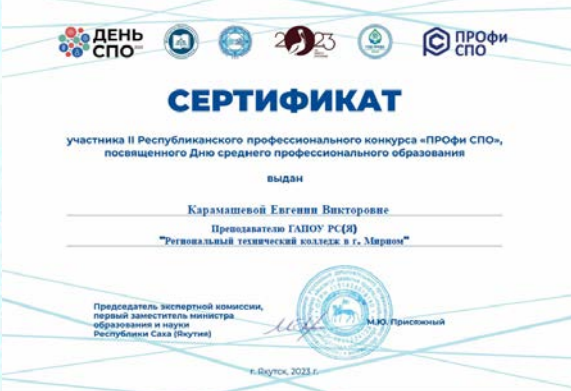 ДЕНЬ
СПО
2023
ПРОфи
СПО
СЕРТИФИКАТ
участника II Республиканского профессионального конкурса «ПРОфи СПО»,
посвященного Дню среднего профессионального образования
выдан
Карамашевой Евгении Викторовне
Преподавателю ГАПОУ РС(Я)
"Региональный технический колледж в г. Мирном"
Председатель экспертной комиссии,
первый заместитель министра
образования и науки
Республики Саха (Якутия)
М.Ю. Присяжный
г. Якутск, 2023 г.